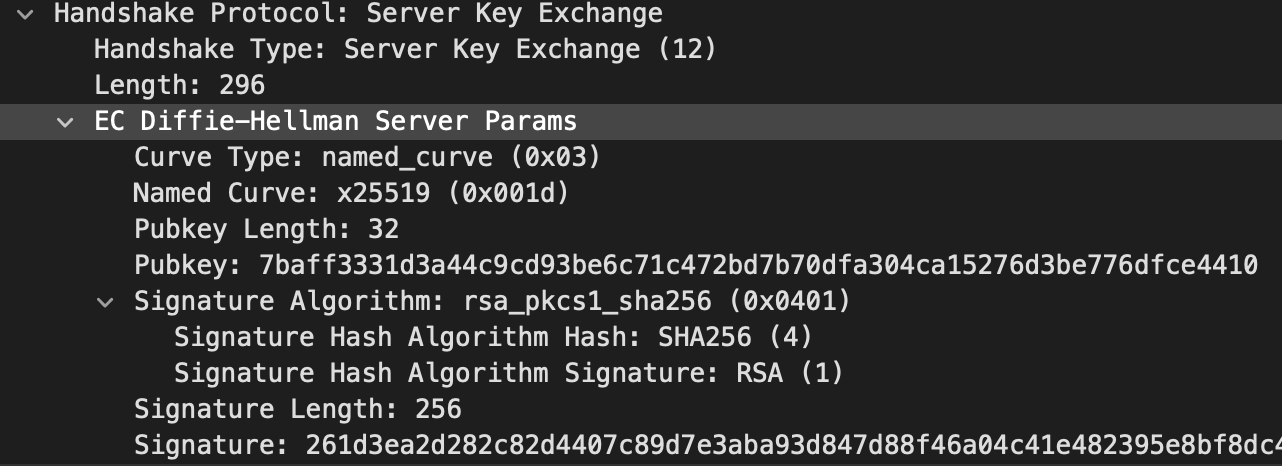 Handshake Protocol: Server Key Exchange
Handshake Type: Server Key Exchange (12)
Length: 296
EC Diffie-Hellman Server Params
Curve Type: named_curve (0x03)
Named Curve: x25519 (0x001d)
Pubkey Length: 32
Pubkey: 7baff3331d3a44c9cd93be6c71c472bd7b70dfa304ca15276d3be776dfce4410
Signature Algorithm: rsa_pkcs1_sha256 (0x0401)
Signature Hash Algorithm Hash: SHA256 (4)
Signature Hash Algorithm Signature: RSA (1)
Signature Length: 256
Signature: 261d3ea2d282c82d4407c89d7e3aba93d847d88f46a04c41e482395e8bf8dc4